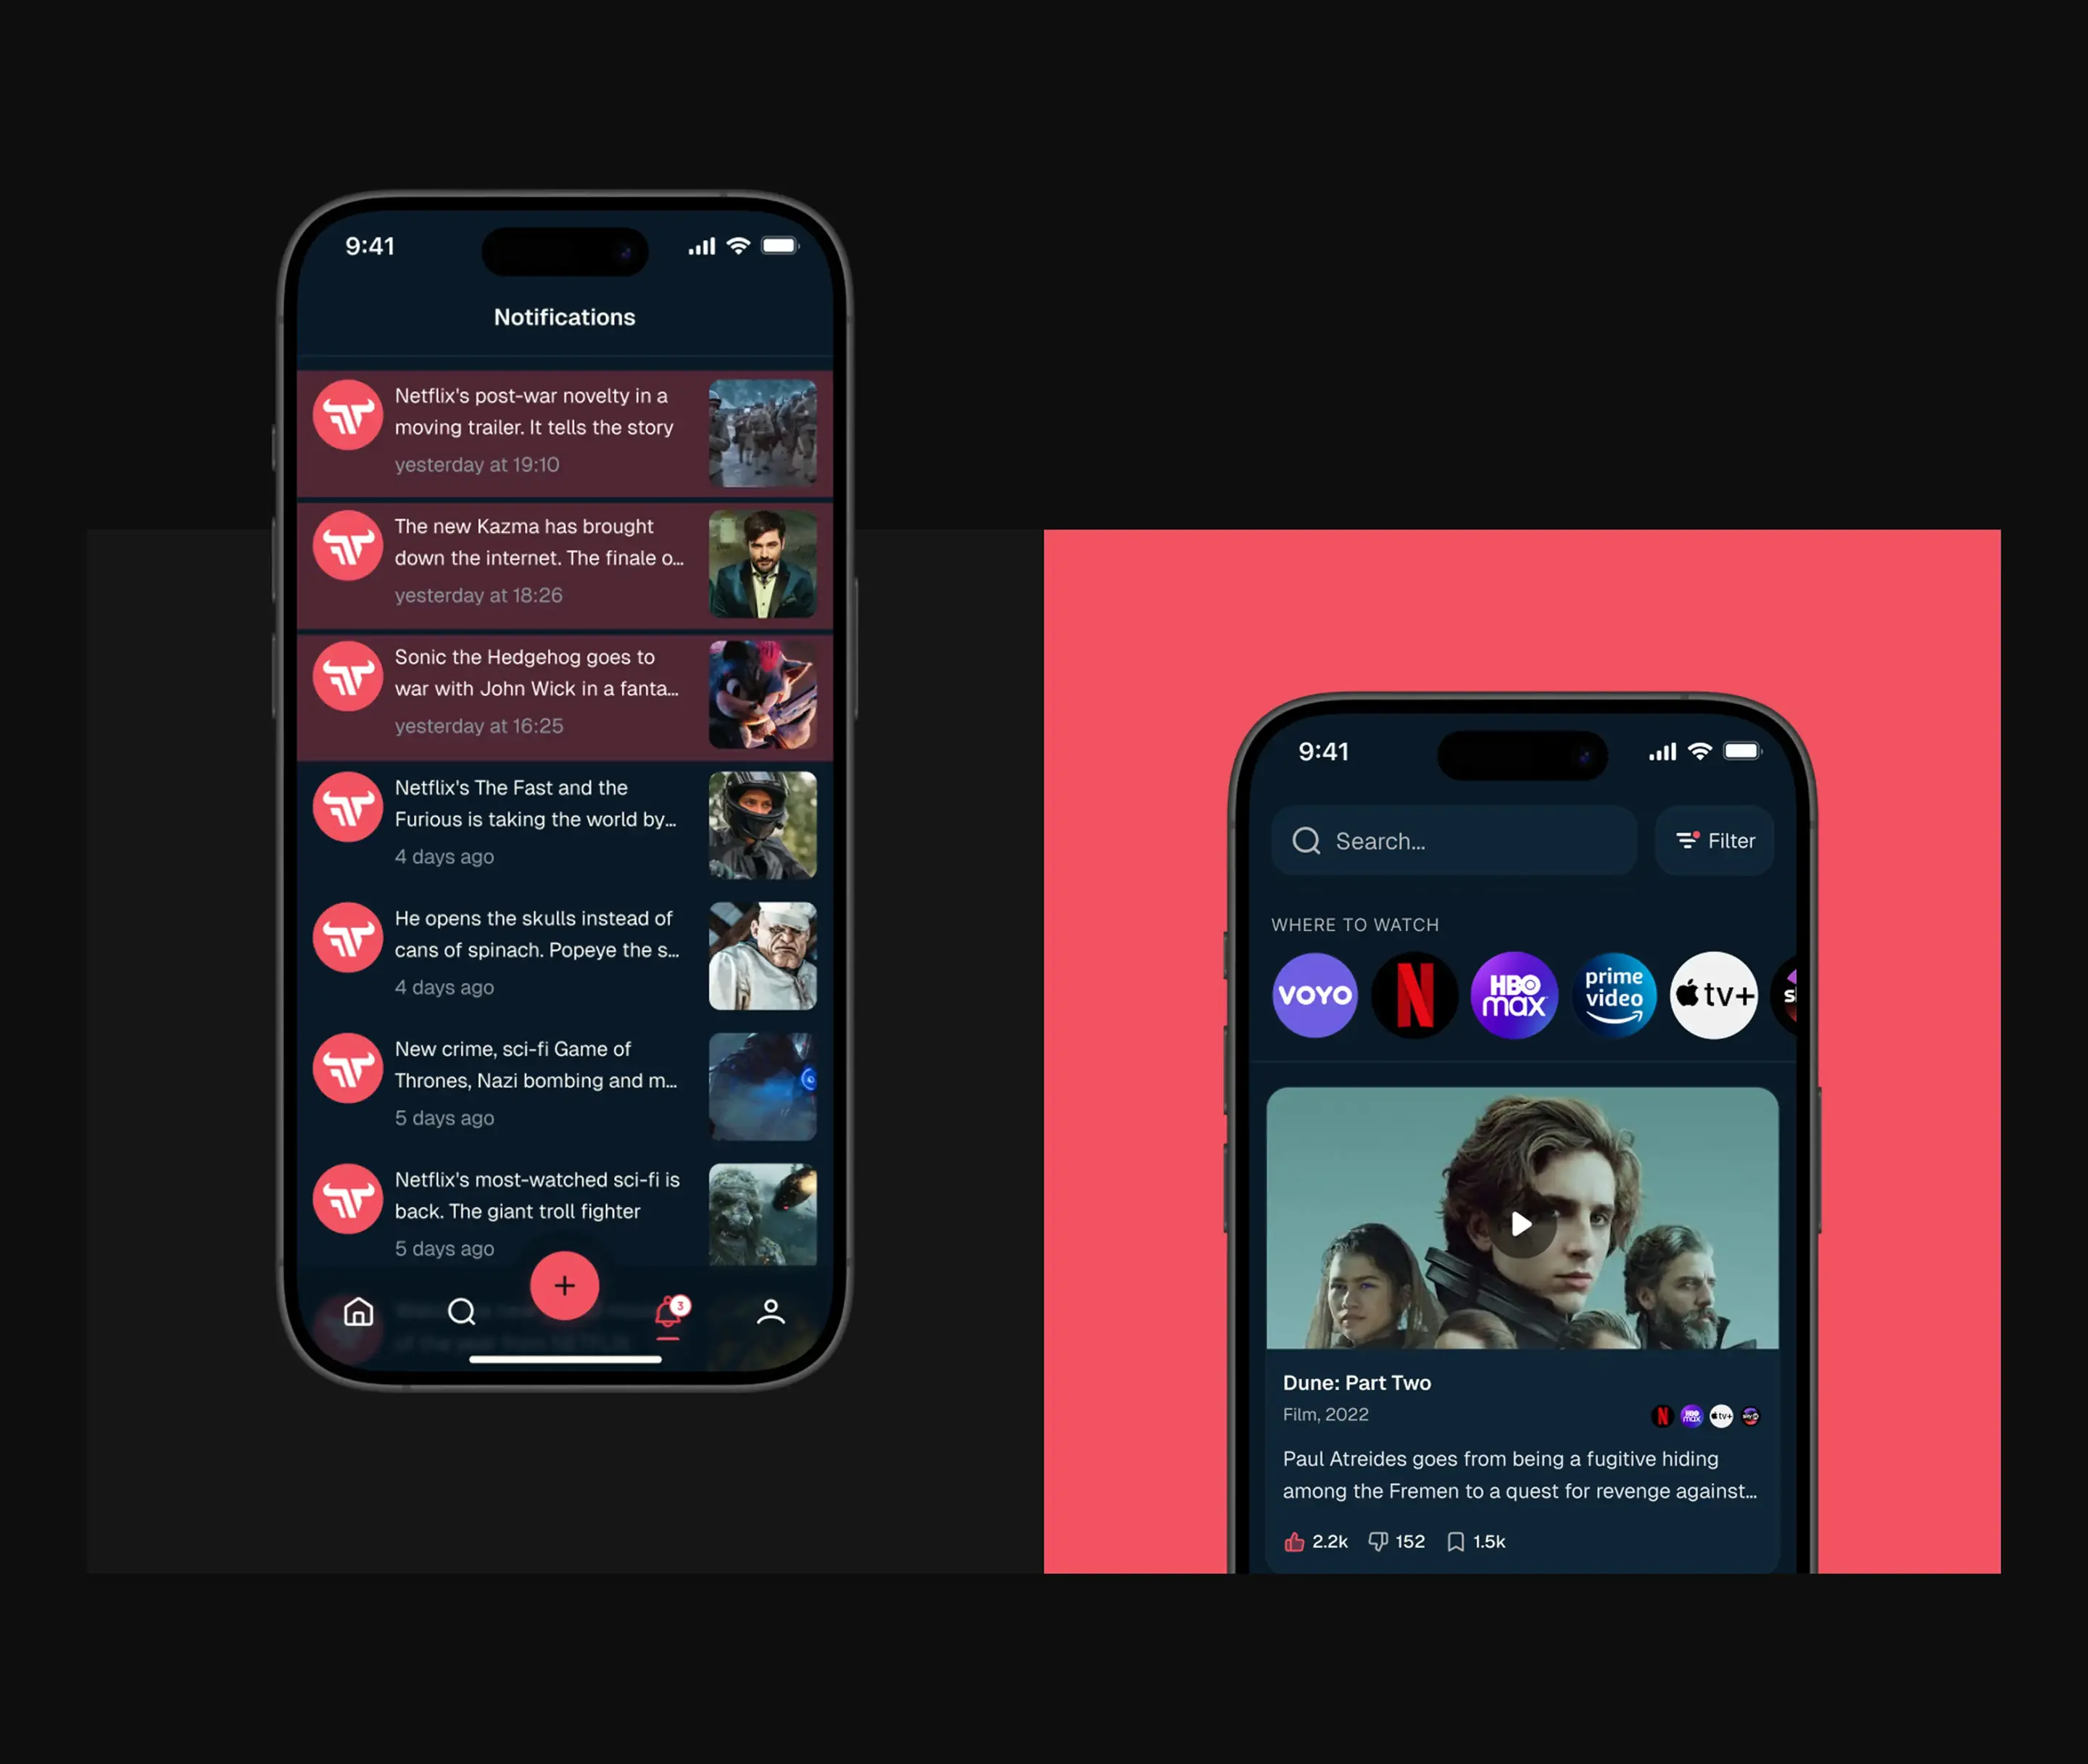 9:41
Notifications
Netflix's post-war novelty in a
moving trailer. It tells the story
yesterday at 19:10
The new Kazma has brought
down the internet. The finale o...
yesterday at 18:26
Sonic the Hedgehog goes to
war with John Wick in a fanta...
yesterday at 16:25
Netflix's The Fast and the
Furious is taking the world by...
4 days ago
He opens the skulls instead of
cans of spinach. Popeye the s...
4 days ago
New crime, sci-fi Game of
Thrones, Nazi bombing and m...
5 days ago
Netflix's most-watched sci-fi is
back. The giant troll fighter
5 days ago
3
9:41
Search...
Filter
WHERE TO WATCH
VOYO
N
HBO
max
prime
video
tv+
s
Dune: Part Two
Film, 2022
N
HBO
max
tv+
sky
Paul Atreides goes from being a fugitive hiding
among the Fremen to a quest for revenge against...
2.2k
152
1.5k